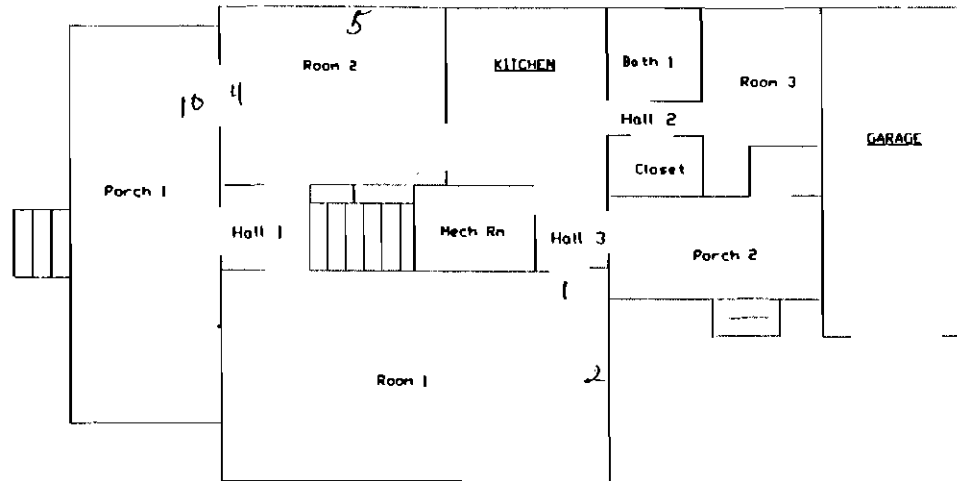 5
Room 2
KITCHEN
Bath 1
Room 3
10
4
Hall 2
GARAGE
Closet
Porch 1
Hall 1
Mech Rm
Hall 3
Porch 2
1
Room 1
2